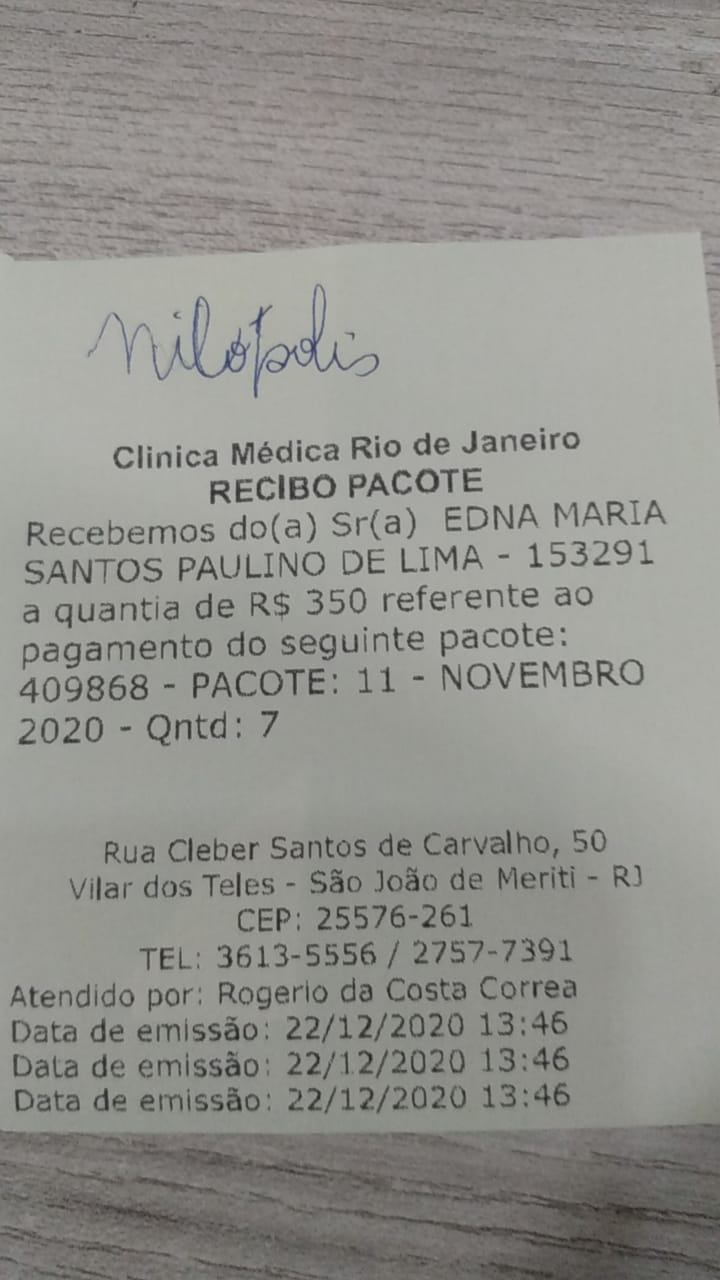 Nilópolis
Clinica Médica Rio de Janeiro
RECIBO PACOTE
Recebemos do(a) Sr(a) EDNA MARIA
SANTOS PAULINO DE LIMA - 153291
a quantia de R$ 350 referente ao
pagamento do seguinte pacote:
409868 - PACOTE: 11 - NOVEMBRO
2020 - Qntd: 7
Rua Cleber Santos de Carvalho, 50
Vilar dos Teles - São João de Meriti - RJ
CEP: 25576-261
TEL: 3613-5556 / 2757-7391
Atendido por: Rogerio da Costa Correa
Data de emissão: 22/12/2020 13:46
Data de emissão: 22/12/2020 13:46
Data de emissão: 22/12/2020 13:46